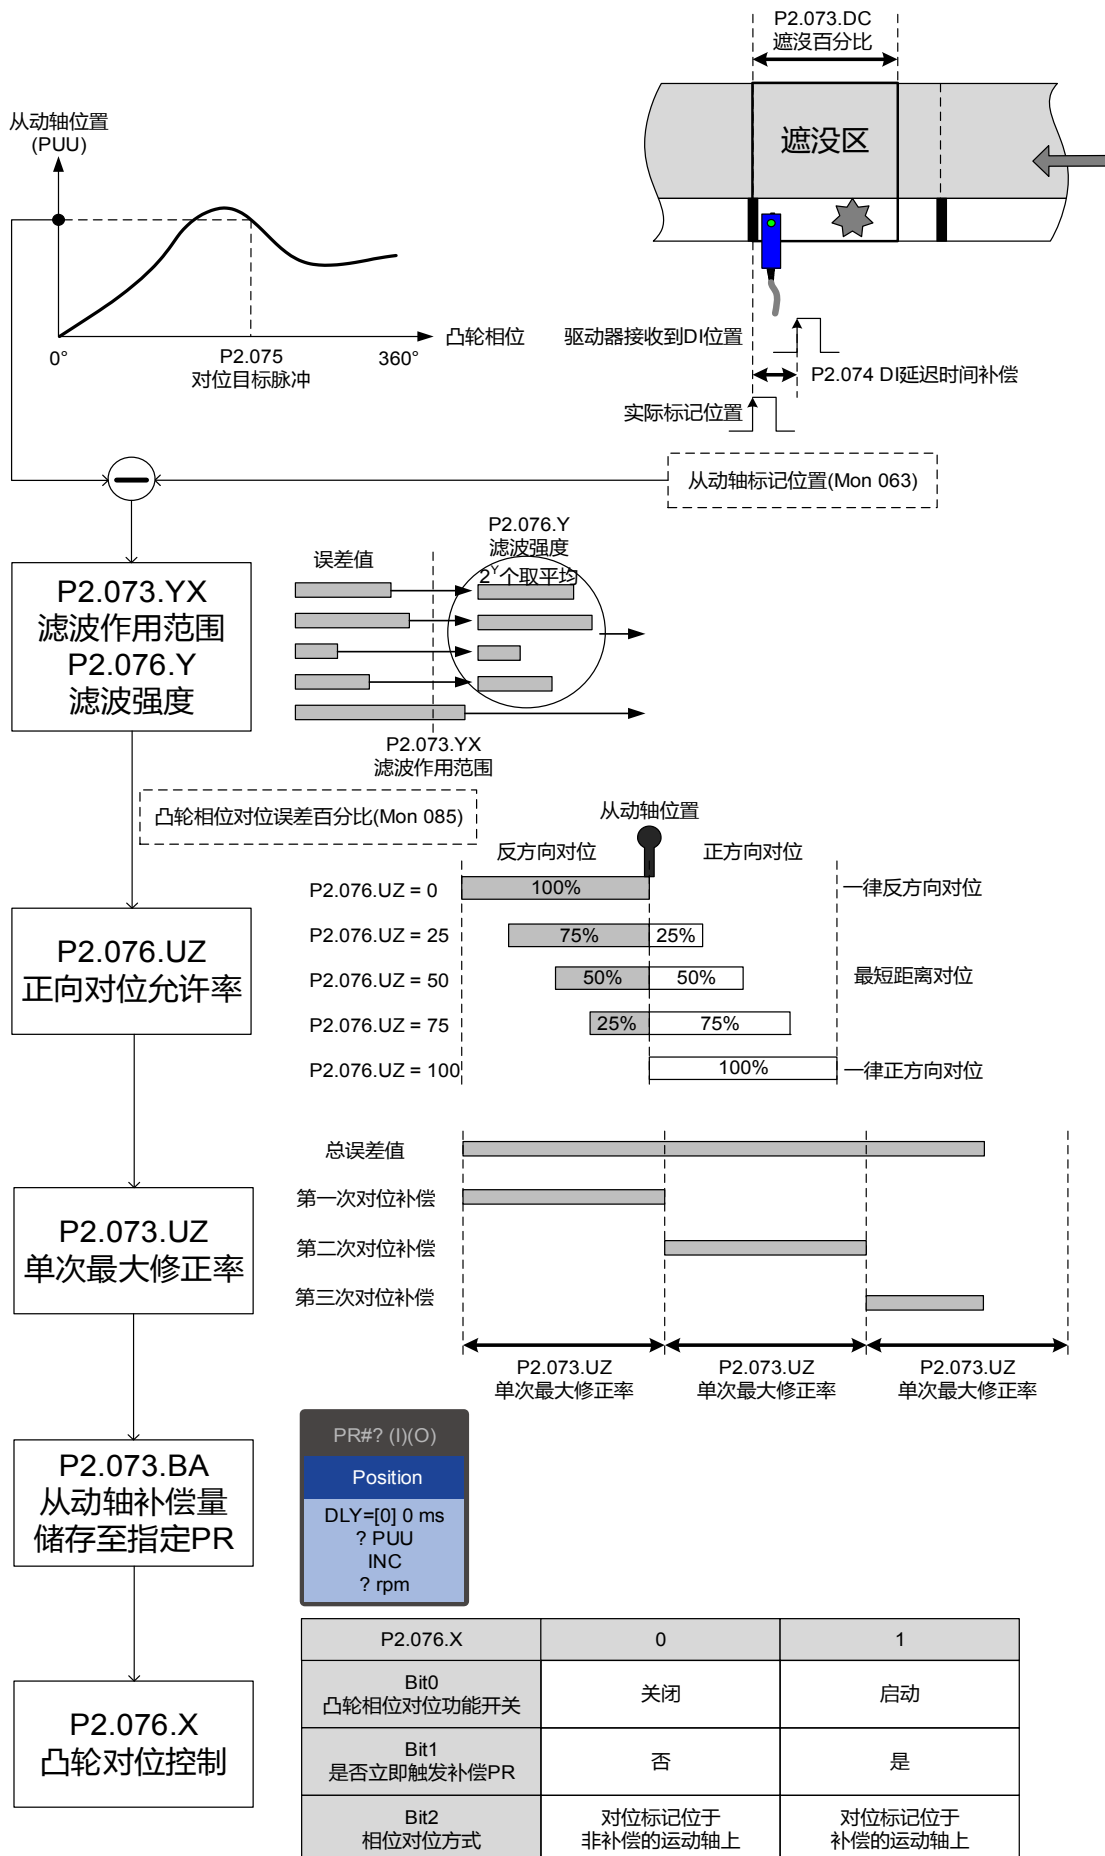 P2.073.DC
遮沒百分比
从动轴位置
(PUU)
遮没区
0°
P2.075
对位目标脉冲
360°
凸轮相位
驱动器接收到DI位置
P2.074 DI延迟时间补偿
实际标记位置
从动轴标记位置(Mon 063)
P2.073.YX
滤波作用范围
P2.076.Y
滤波强度
误差值
P2.076.Y
滤波强度
2^Y个取平均
P2.073.YX
滤波作用范围
凸轮相位对位误差百分比(Mon 085)
从动轴位置
反方向对位
正方向对位
P2.076.UZ
正向对位允许率
P2.076.UZ = 0
100%
一律反方向对位
P2.076.UZ = 25
75%
25%
P2.076.UZ = 50
50%
50%
最短距离对位
P2.076.UZ = 75
25%
75%
P2.076.UZ = 100
100%
一律正方向对位
P2.073.UZ
单次最大修正率
总误差值
第一次对位补偿
第二次对位补偿
第三次对位补偿
P2.073.UZ
单次最大修正率
P2.073.UZ
单次最大修正率
P2.073.UZ
单次最大修正率
P2.073.BA
从动轴补偿量
储存至指定PR
PR#? (I)(O)
Position
DLY=[0] 0 ms
? PUU
INC
? rpm
P2.076.X
凸轮对位控制
P2.076.X
0
1
Bit0
凸轮相位对位功能开关
关闭
启动
Bit1
是否立即触发补偿PR
否
是
Bit2
相位对位方式
对位标记位于
非补偿的运动轴上
对位标记位于
补偿的运动轴上